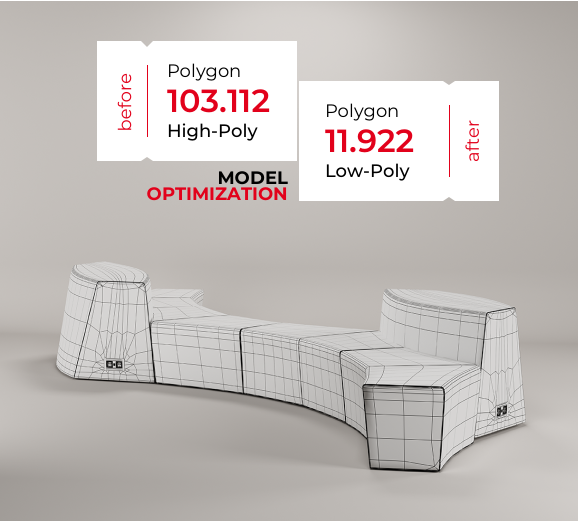 before
Polygon
103.112
High-Poly
Polygon
11.922
Low-Poly
after
MODEL
OPTIMIZATION